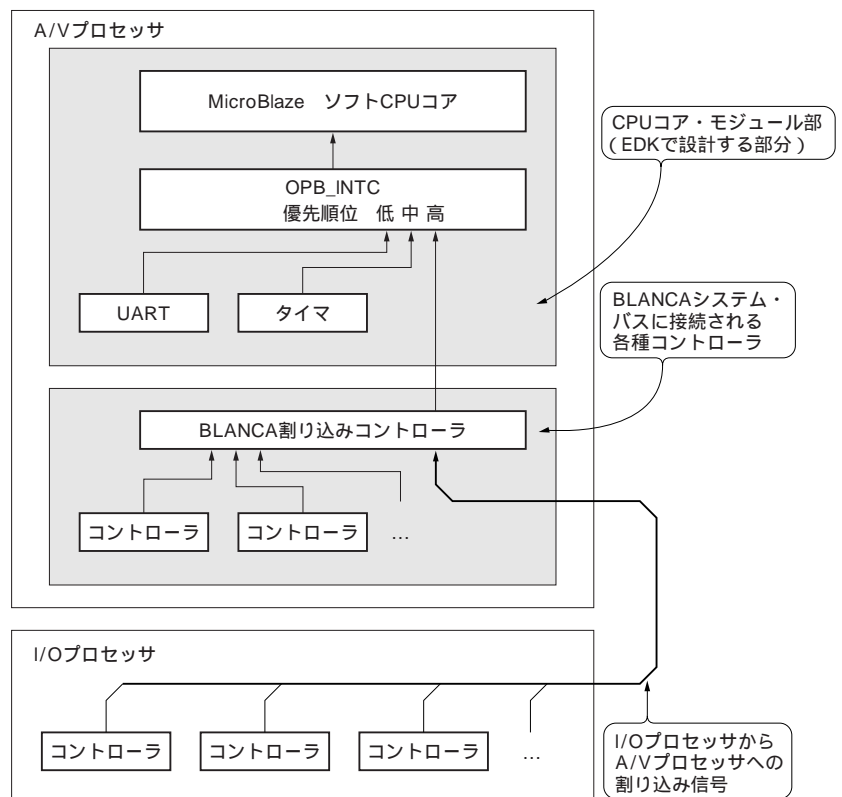 A/Vプロセッサ
MicroBlaze　ソフトCPUコア
OPB_INTC
優先順位　低 中 高
UART
タイマ
CPUコア・モジュール部
（EDKで設計する部分）
BLANCAシステム・
バスに接続される
各種コントローラ
BLANCA割り込みコントローラ
コントローラ
コントローラ
…
I/Oプロセッサ
コントローラ
コントローラ
コントローラ
…
I/Oプロセッサから
A/Vプロセッサへの
割り込み信号